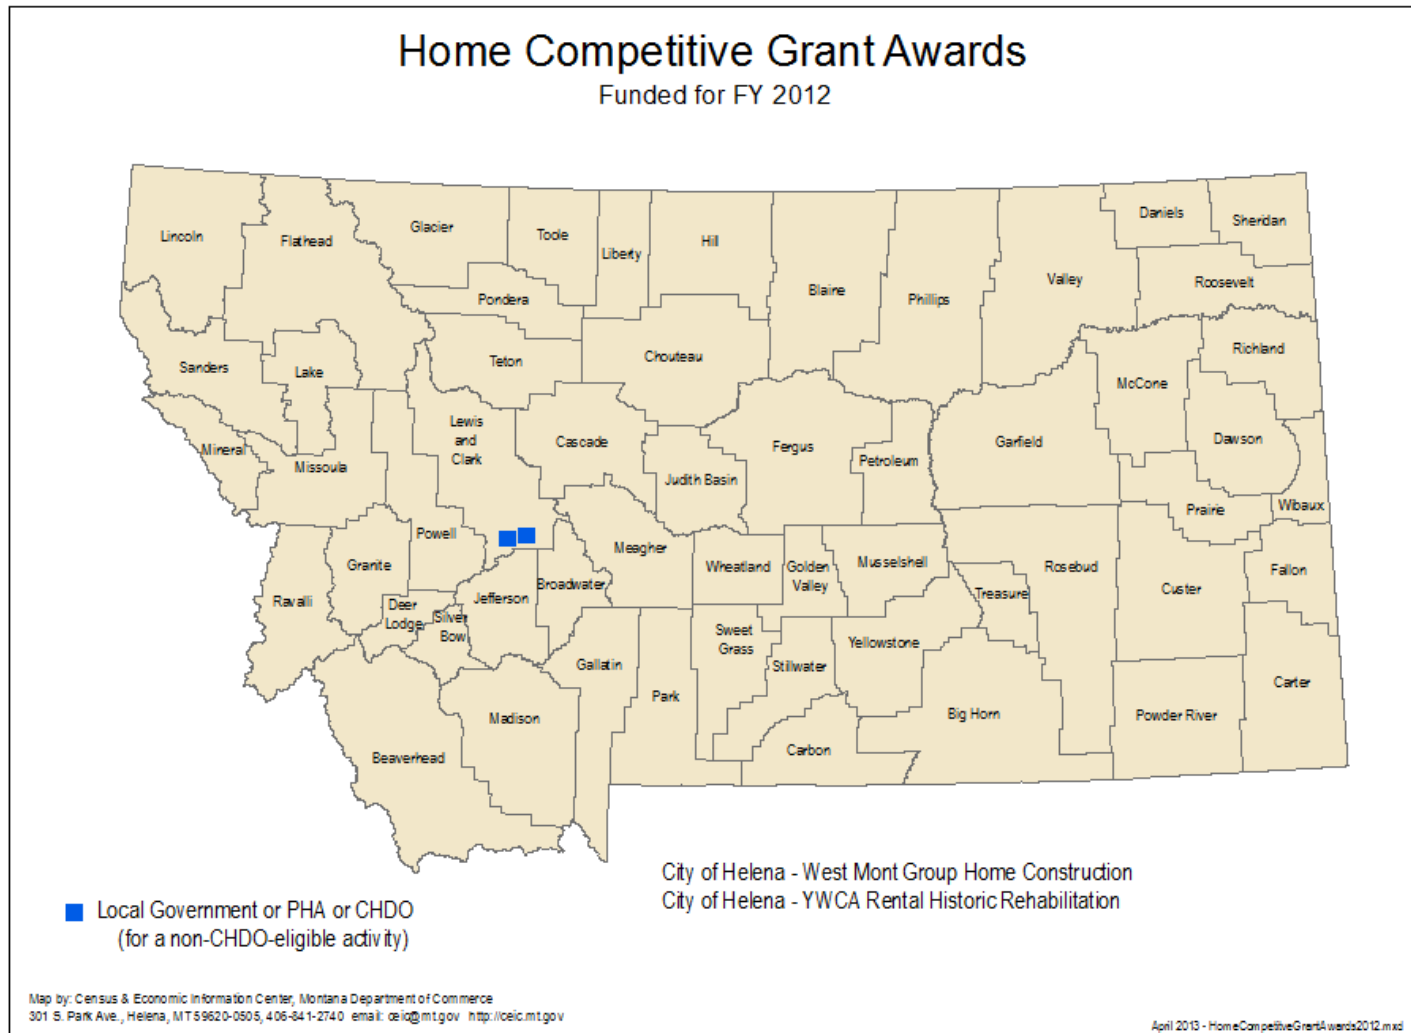 Home Competitive Grant Awards
Funded for FY 2012
Lincoln
Flathead
Glacier
Toole
Liberty
Hill
Blaine
Phillips
Valley
Daniels
Sheridan
Roosevelt
Pondera
Teton
Chouteau
Sanders
Lake
Richland
McCone
Dawson
Mineral
Missoula
Lewis
and
Clark
Cascade
Judith Basin
Fergus
Petroleum
Garfield
Prairie
Wibaux
Powell
Granite
Ravalli
Deer
Lodge
Silver
Bow
Jefferson
Broadwater
Meagher
Wheatland
Golden
Valley
Musselshell
Treasure
Rosebud
Custer
Fallon
Gallatin
Park
Sweet
Grass
Stillwater
Yellowstone
Big Horn
Powder River
Carter
Madison
Beaverhead
Carbon
City of Helena - West Mont Group Home Construction
City of Helena - YWCA Rental Historic Rehabilitation
Local Government or PHA or CHDO
(for a non-CHDO-eligible activity)
Map by: Census & Economic Information Center, Montana Department of Commerce
301 S. Park Ave., Helena, MT 59620-0505, 406-841-2740 email: ceic@mt.gov http://ceic.mt.gov
April 2013 - HomeCompetitiveGrantAwards2012.mxd